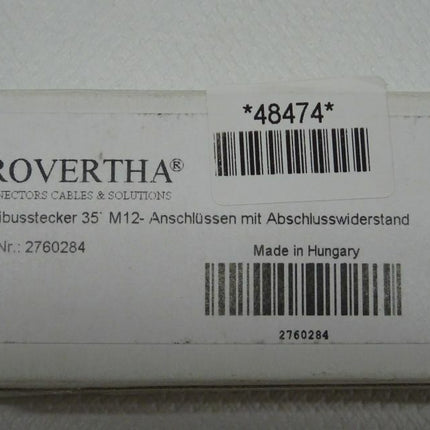 *48474*
ROVERTHA®
NECTORS CABLES & SOLUTIONS
ibusstecker 35° M12- Anschlüssen mit Abschlusswiderstand
Nr.: 2760284
Made in Hungary
2760284